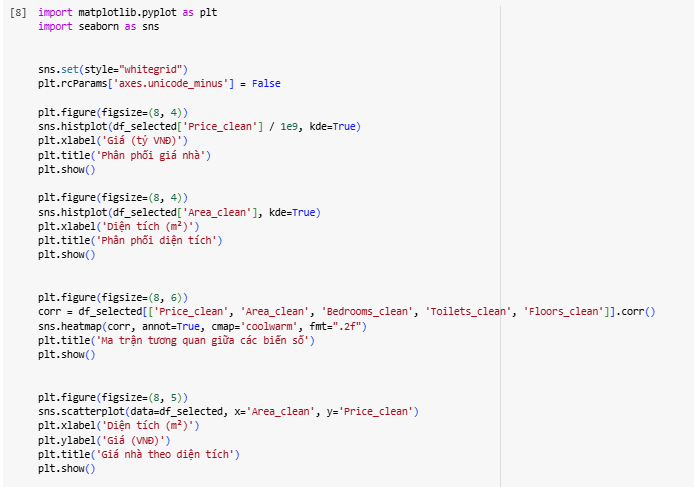 [8] import matplotlib.pyplot as plt
import seaborn as sns
sns.set(style="whitegrid")
plt.rcParams['axes.unicode_minus'] = False
plt.figure(figsize=(8, 4))
sns.histplot(df_selected['Price_clean'] / 1e9, kde=True)
plt.xlabel('Giá (tỷ VNĐ)')
plt.title('Phân phối giá nhà')
plt.show()
plt.figure(figsize=(8, 4))
sns.histplot(df_selected['Area_clean'], kde=True)
plt.xlabel('Diện tích (m²)')
plt.title('Phân phối diện tích')
plt.show()
plt.figure(figsize=(8, 6))
corr = df_selected[['Price_clean', 'Area_clean', 'Bedrooms_clean', 'Toilets_clean', 'Floors_clean']].corr()
sns.heatmap(corr, annot=True, cmap='coolwarm', fmt=".2f")
plt.title('Ma trận tương quan giữa các biến số')
plt.show()
plt.figure(figsize=(8, 5))
sns.scatterplot(data=df_selected, x='Area_clean', y='Price_clean')
plt.xlabel('Diện tích (m²)')
plt.ylabel('Giá (VNĐ)')
plt.title('Giá nhà theo diện tích')
plt.show()